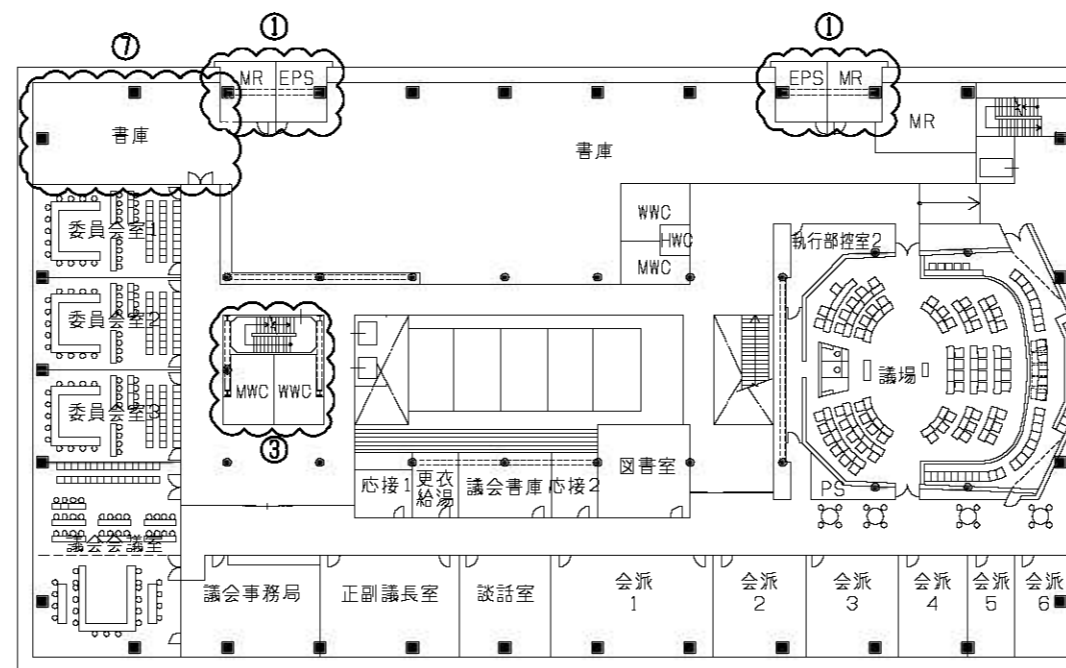 ① ①
⑦
MR EPS
EPS MR
MR
書庫
書庫
WWC
HWC
MWC
委員会室1
執行部控室2
委員会室2
議場
委員会室3
MWC WWC
③
図書室
応接1
更衣
給湯
議会書庫
応接2
PS
議会会議室
議会事務局
正副議長室
談話室
会派
1
会派
2
会派
3
会派
4
会派
5
会派
6